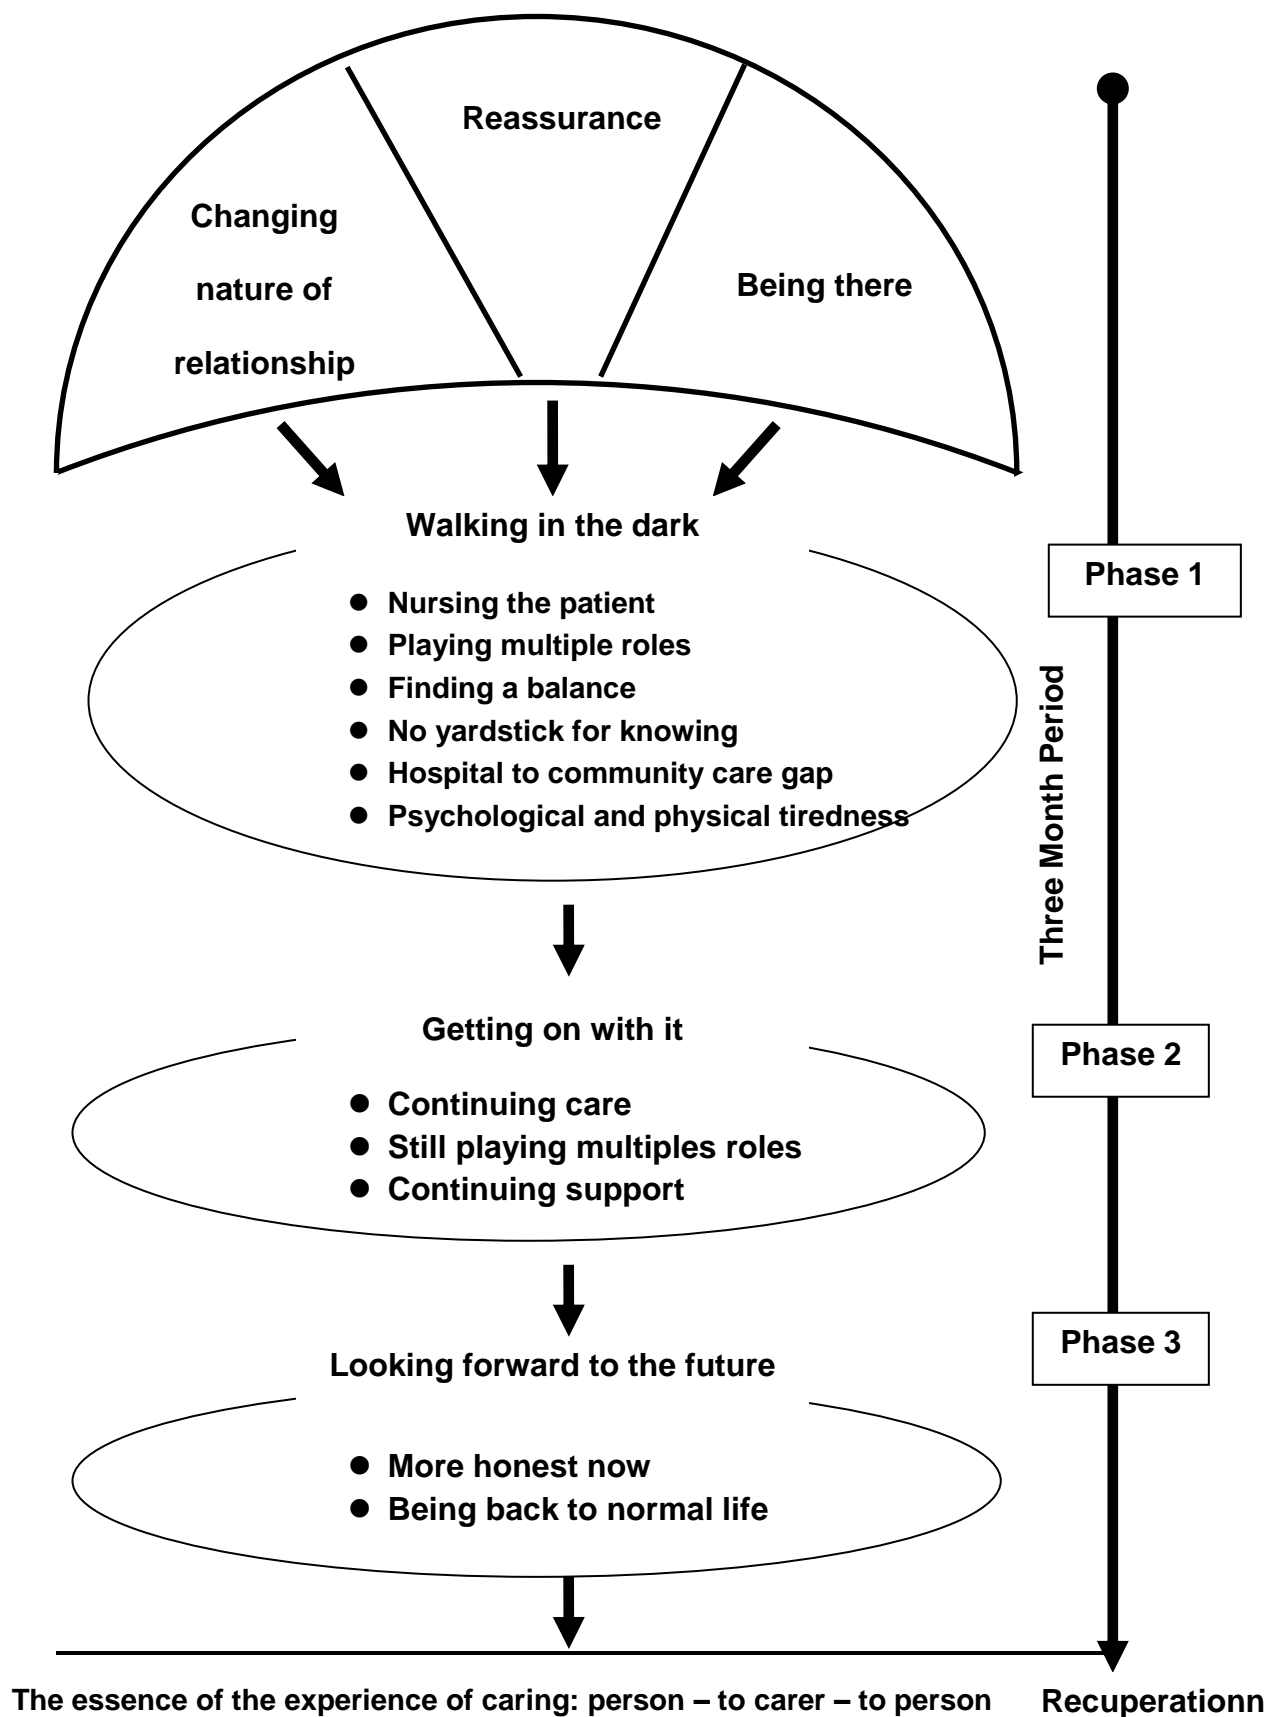 Reassurance
Changing
nature of
relationship
Being there
Walking in the dark
● Nursing the patient
● Playing multiple roles
● Finding a balance
● No yardstick for knowing
● Hospital to community care gap
● Psychological and physical tiredness
Phase 1
Three Month Period
Getting on with it
● Continuing care
● Still playing multiples roles
● Continuing support
Phase 2
Looking forward to the future
● More honest now
● Being back to normal life
Phase 3
The essence of the experience of caring: person – to carer – to person
Recuperationn